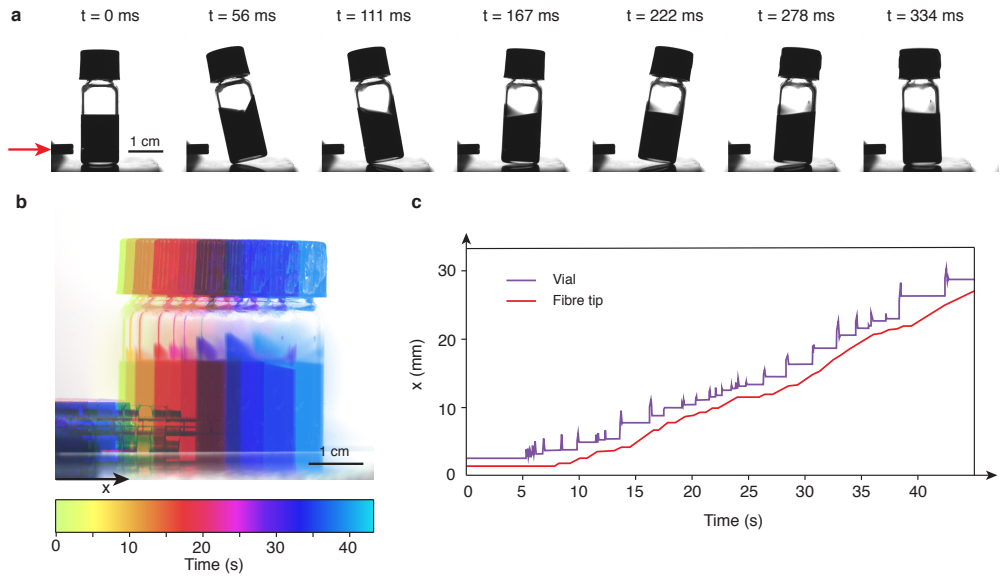 a
t = 0 ms t = 56 ms t = 111 ms t = 167 ms t = 222 ms t = 278 ms t = 334 ms
1 cm
b
1 cm
x
0 10 20 30 40
Time (s)
c
30
20
10
0
x (mm)
Vial
Fibre tip
0 5 10 15 20 25 30 35 40
Time (s)